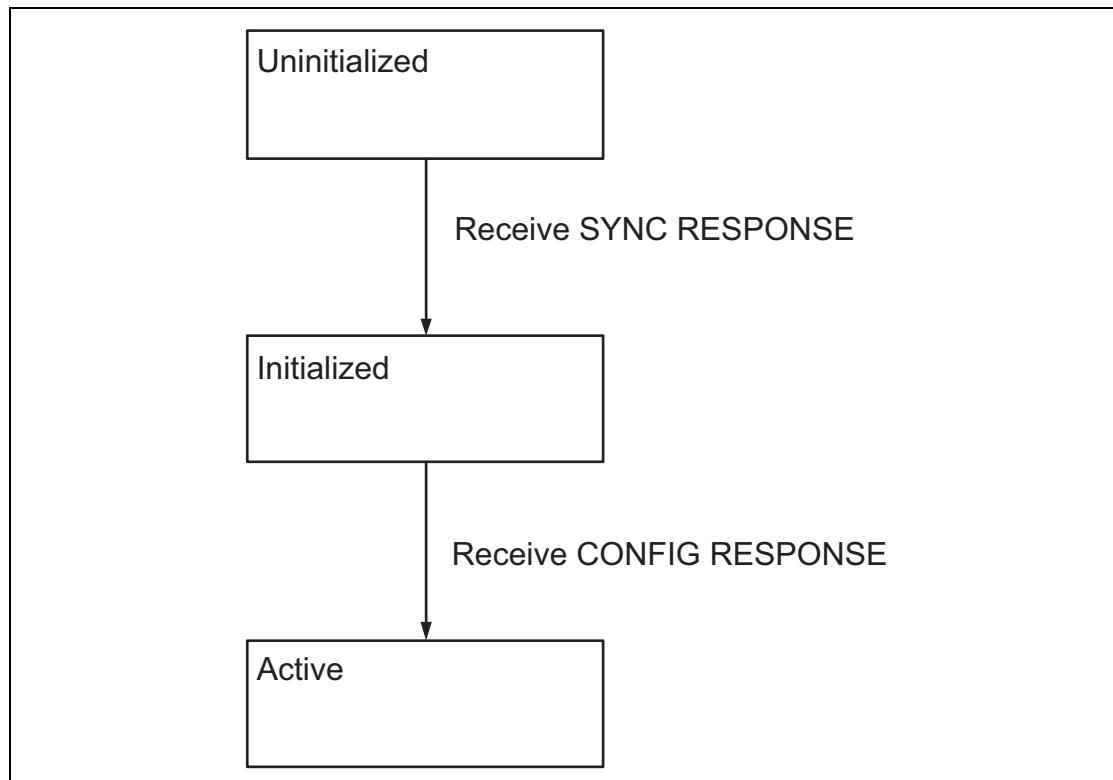 Uninitialized
Receive SYNC RESPONSE
Initialized
Receive CONFIG RESPONSE
Active